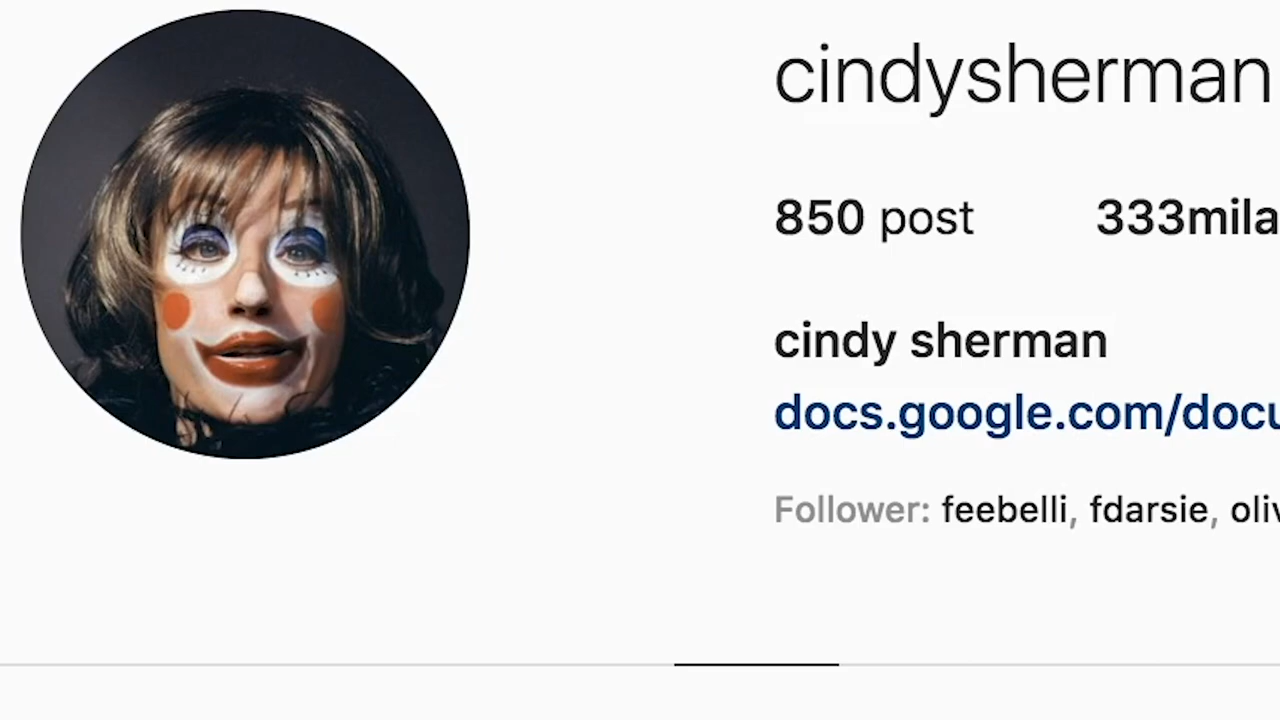 cindysherman
850 post 333mila
cindy sherman
docs.google.com/docu
Follower: feebelli, fdarsie, oliv